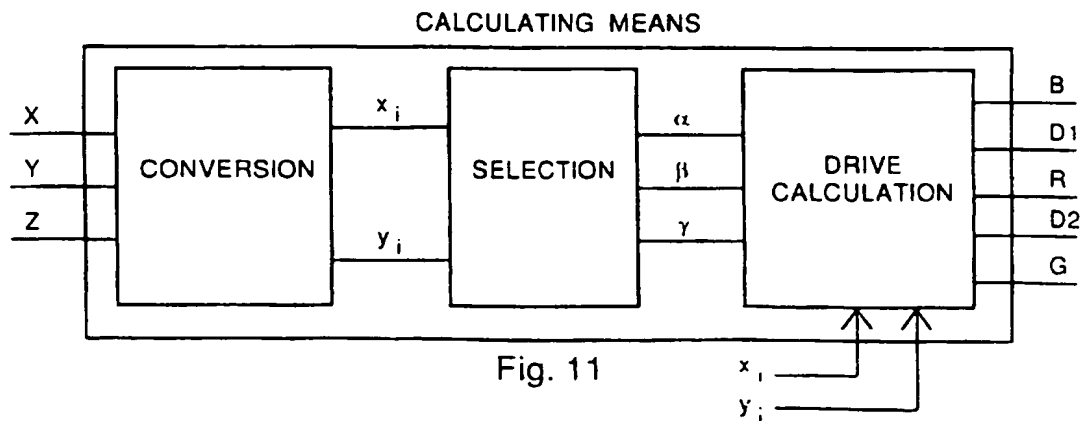 CALCULATING MEANS
X
Y
Z
CONVERSION
x i
y i
SELECTION
α
β
γ
DRIVE
CALCULATION
B
D1
R
D2
G
Fig. 11
x i
y i